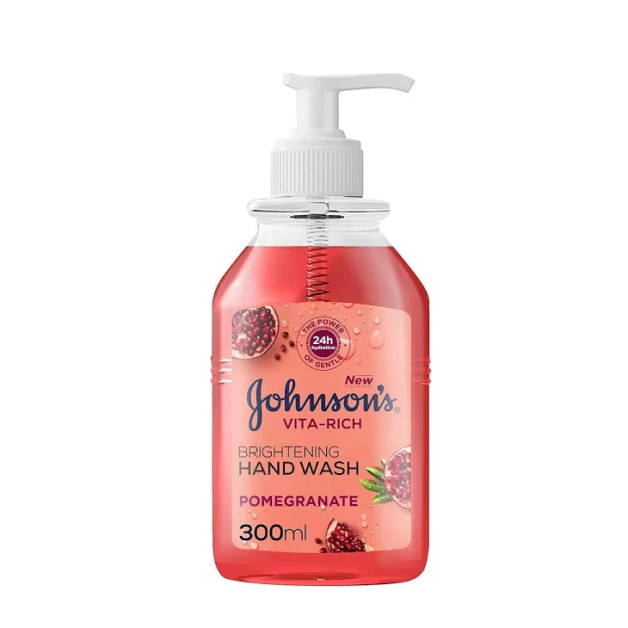 THE POWER
24h
hydration
OF GENTLE
New
Johnson's®
VITA-RICH
BRIGHTENING
HAND WASH
POMEGRANATE
300ml